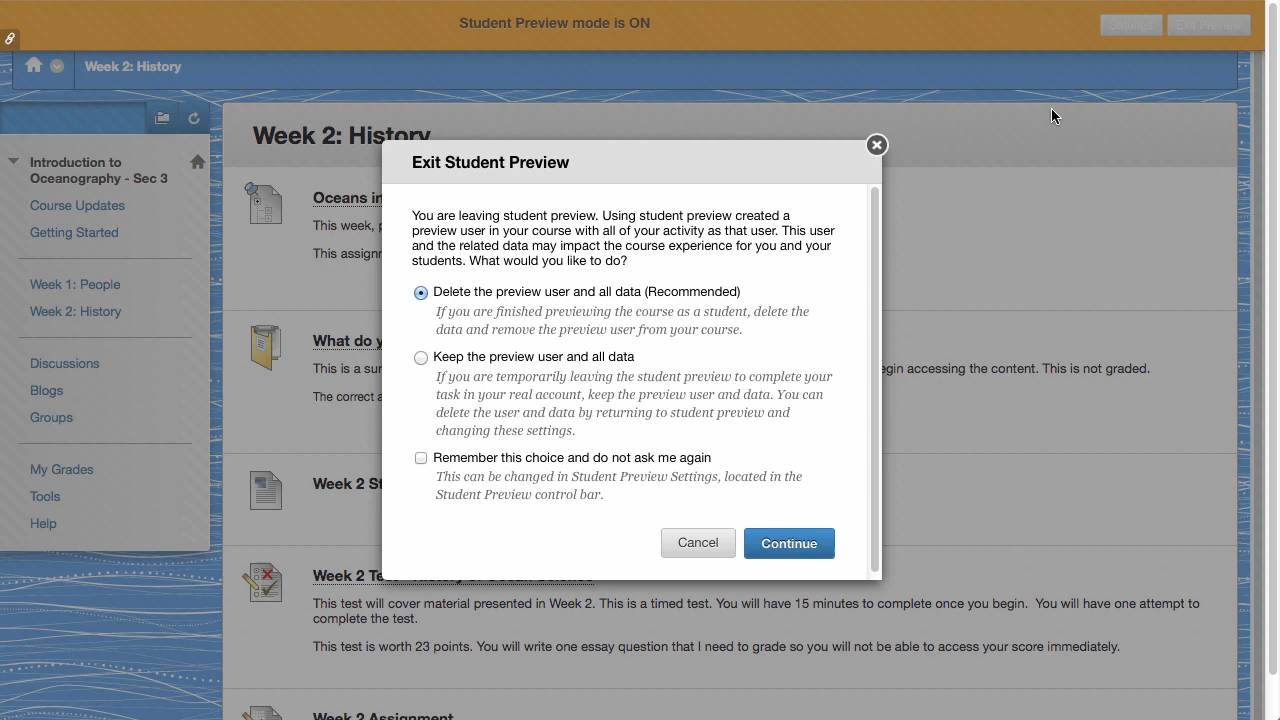 Student Preview mode is ON
Settings Exit Preview
Week 2: History
Introduction to
Oceanography - Sec 3
Course Updates
Getting Started
Week 1: People
Week 2: History
Discussions
Blogs
Groups
My Grades
Tools
Help
Week 2: History
Oceans in
This week,
This assignm
What do y
This is a sur
egin accessing the content. This is not graded.
The correct a
Week 2 St
Week 2 Te
This test will cover material presented in Week 2. This is a timed test. You will have 15 minutes to complete once you begin. You will have one attempt to
complete the test.
This test is worth 23 points. You will write one essay question that I need to grade so you will not be able to access your score immediately.
Week 2 Assignment
Exit Student Preview
You are leaving student preview. Using student preview created a
preview user in your course with all of your activity as that user. This user
and the related data may impact the course experience for you and your
students. What would you like to do?
Delete the preview user and all data (Recommended)
If you are finished previewing the course as a student, delete the
data and remove the preview user from your course.
Keep the preview user and all data
If you are temporarily leaving the student preview to complete your
task in your real account, keep the preview user and data. You can
delete the user and data by returning to student preview and
changing these settings.
Remember this choice and do not ask me again
This can be changed in Student Preview Settings, located in the
Student Preview control bar.
Cancel Continue